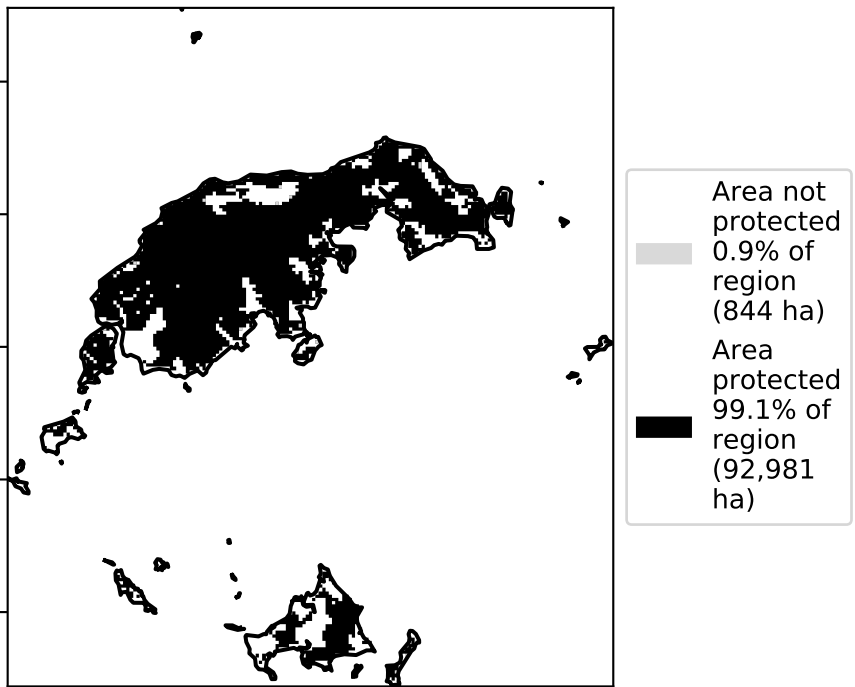 Area not
protected
0.9% of
region
(844 ha)
Area
protected
99.1% of
region
(92,981
ha)